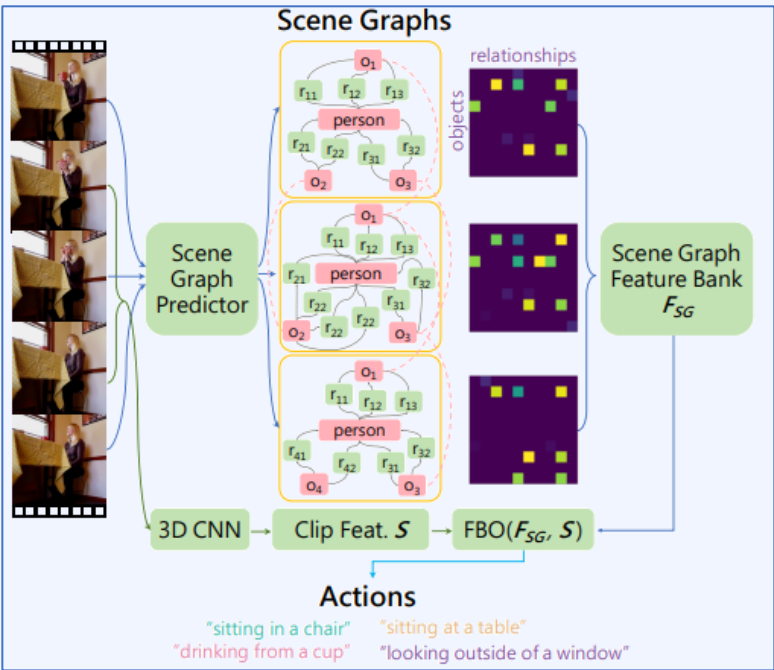 Scene Graphs
relationships
objects
o1
r11
r12
r13
person
r21
r22
r31
r32
o2
o3
o1
r11
r12
r13
r21
person
r32
r22
r31
o2
r22
r22
o3
o1
r11
r12
r13
person
r41
r42
r31
r32
o4
o3
Scene
Graph
Predictor
Scene Graph
Feature Bank
FSG
3D CNN
Clip Feat. S
FBO(FSG, S)
Actions
"sitting in a chair"
"sitting at a table"
"drinking from a cup"
"looking outside of a window"